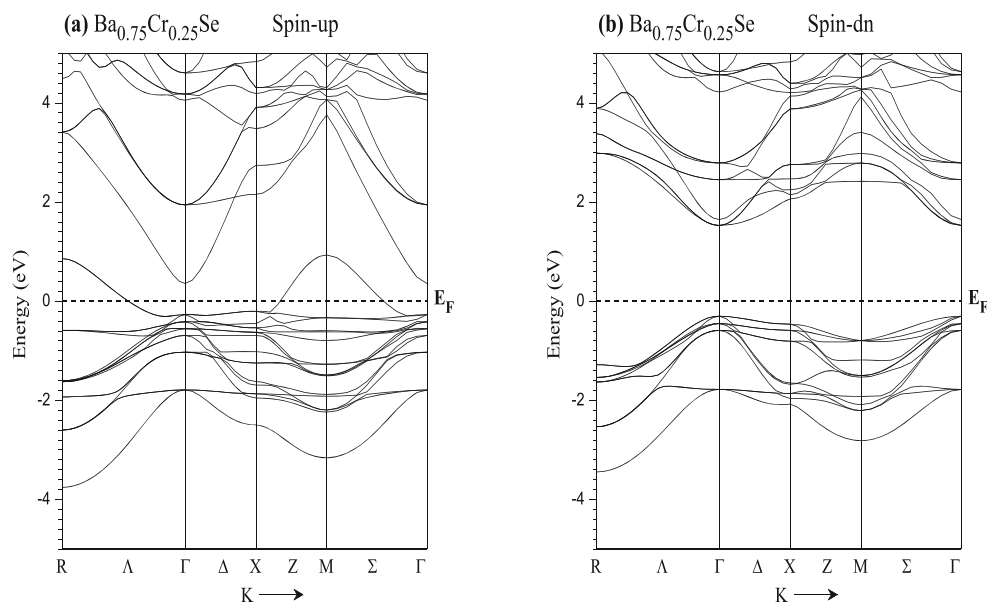 (a) Ba0.75Cr0.25Se Spin-up
(b) Ba0.75Cr0.25Se Spin-dn
Energy (eV)
4
2
0
-2
-4
EF
R Λ Γ Δ X Z M Σ Γ
K
Energy (eV)
4
2
0
-2
-4
EF
R Λ Γ Δ X Z M Σ Γ
K